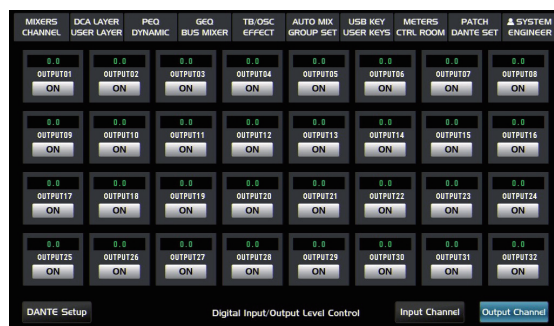 MIXERS DCA LAYER PEQ GEQ TB/OSC AUTO MIX USB KEY METERS PATCH SYSTEM
CHANNEL USER LAYER DYNAMIC BUS MIXER EFFECT GROUP SET USER KEYS CTRL ROOM DANTE SET ENGINEER
0.0 0.0 0.0 0.0 0.0 0.0 0.0 0.0
OUTPUT01 OUTPUT02 OUTPUT03 OUTPUT04 OUTPUT05 OUTPUT06 OUTPUT07 OUTPUT08
ON ON ON ON ON ON ON ON
0.0 0.0 0.0 0.0 0.0 0.0 0.0 0.0
OUTPUT09 OUTPUT10 OUTPUT11 OUTPUT12 OUTPUT13 OUTPUT14 OUTPUT15 OUTPUT16
ON ON ON ON ON ON ON ON
0.0 0.0 0.0 0.0 0.0 0.0 0.0 0.0
OUTPUT17 OUTPUT18 OUTPUT19 OUTPUT20 OUTPUT21 OUTPUT22 OUTPUT23 OUTPUT24
ON ON ON ON ON ON ON ON
0.0 0.0 0.0 0.0 0.0 0.0 0.0 0.0
OUTPUT25 OUTPUT26 OUTPUT27 OUTPUT28 OUTPUT29 OUTPUT30 OUTPUT31 OUTPUT32
ON ON ON ON ON ON ON ON
DANTE Setup Digital Input/Output Level Control Input Channel Output Channel